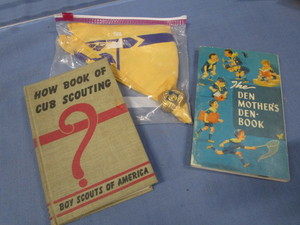 HOW BOOK OF
CUB SCOUTING
?
BOY SCOUTS OF AMERICA
The
DEN
MOTHER'S
DEN-
BOOK